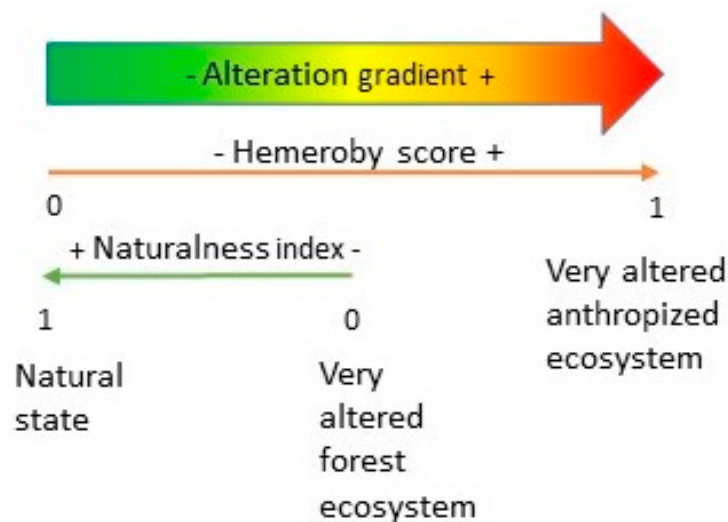 - Alteration gradient +
- Hemeroby score +
0 1
+ Naturalness index -
1 0
Very altered
anthropized
ecosystem
Natural
state
Very
altered
forest
ecosystem